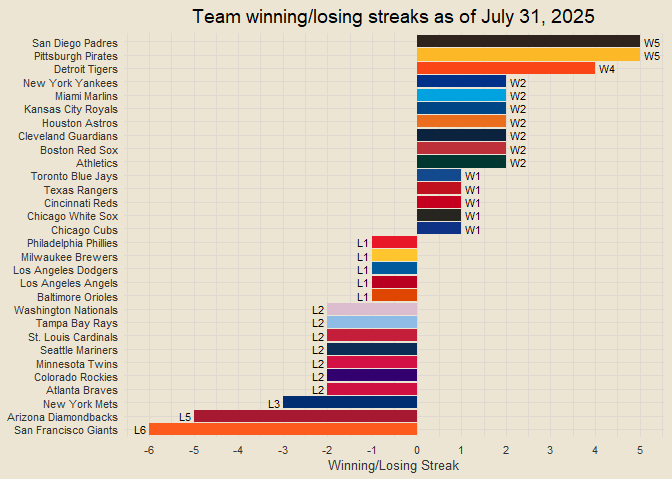 Team winning/losing streaks as of July 31, 2025
San Diego Padres W5
Pittsburgh Pirates W5
Detroit Tigers W4
New York Yankees W2
Miami Marlins W2
Kansas City Royals W2
Houston Astros W2
Cleveland Guardians W2
Boston Red Sox W2
Athletics W2
Toronto Blue Jays W1
Texas Rangers W1
Cincinnati Reds W1
Chicago White Sox W1
Chicago Cubs W1
Philadelphia Phillies L1
Milwaukee Brewers L1
Los Angeles Dodgers L1
Los Angeles Angels L1
Baltimore Orioles L1
Washington Nationals L2
Tampa Bay Rays L2
St. Louis Cardinals L2
Seattle Mariners L2
Minnesota Twins L2
Colorado Rockies L2
Atlanta Braves L2
New York Mets L3
Arizona Diamondbacks L5
San Francisco Giants L6
-6 -5 -4 -3 -2 -1 0 1 2 3 4 5
Winning/Losing Streak